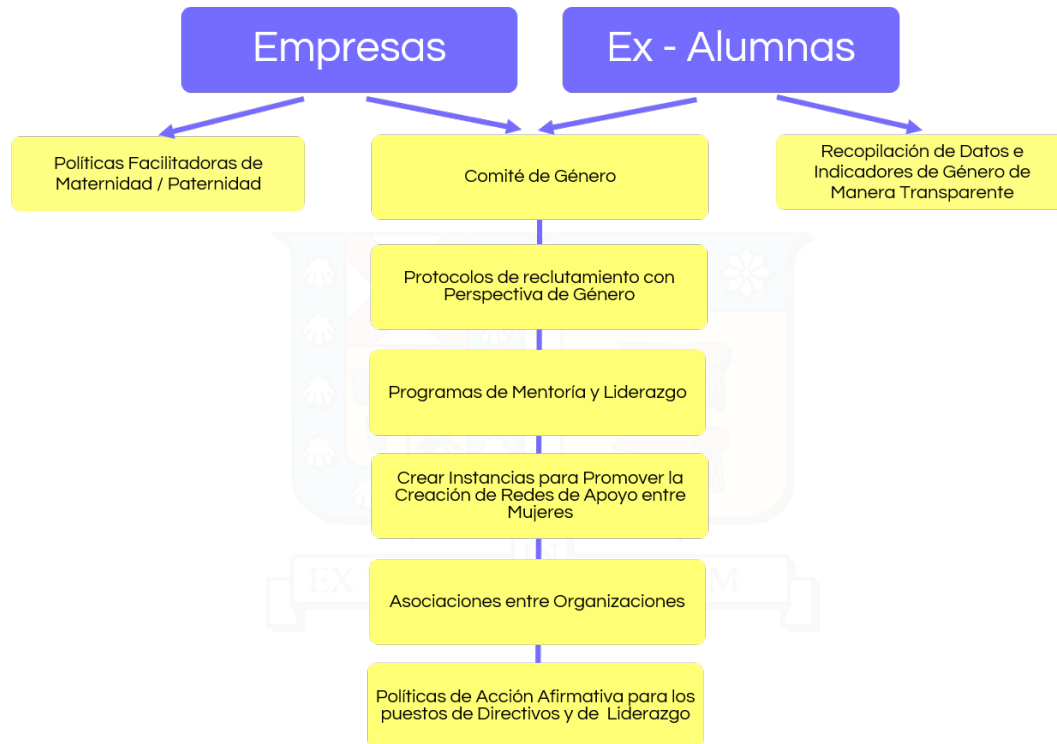 Empresas
Ex - Alumnas
Políticas Facilitadoras de
Maternidad / Paternidad
Comité de Género
Recopilación de Datos e
Indicadores de Género de
Manera Transparente
Protocolos de reclutamiento con
Perspectiva de Género
Programas de Mentoría y Liderazgo
Crear Instancias para Promover la
Creación de Redes de Apoyo entre
Mujeres
IN
EX
M
Asociaciones entre Organizaciones
Políticas de Acción Afirmativa para los
puestos de Directivos y de Liderazgo